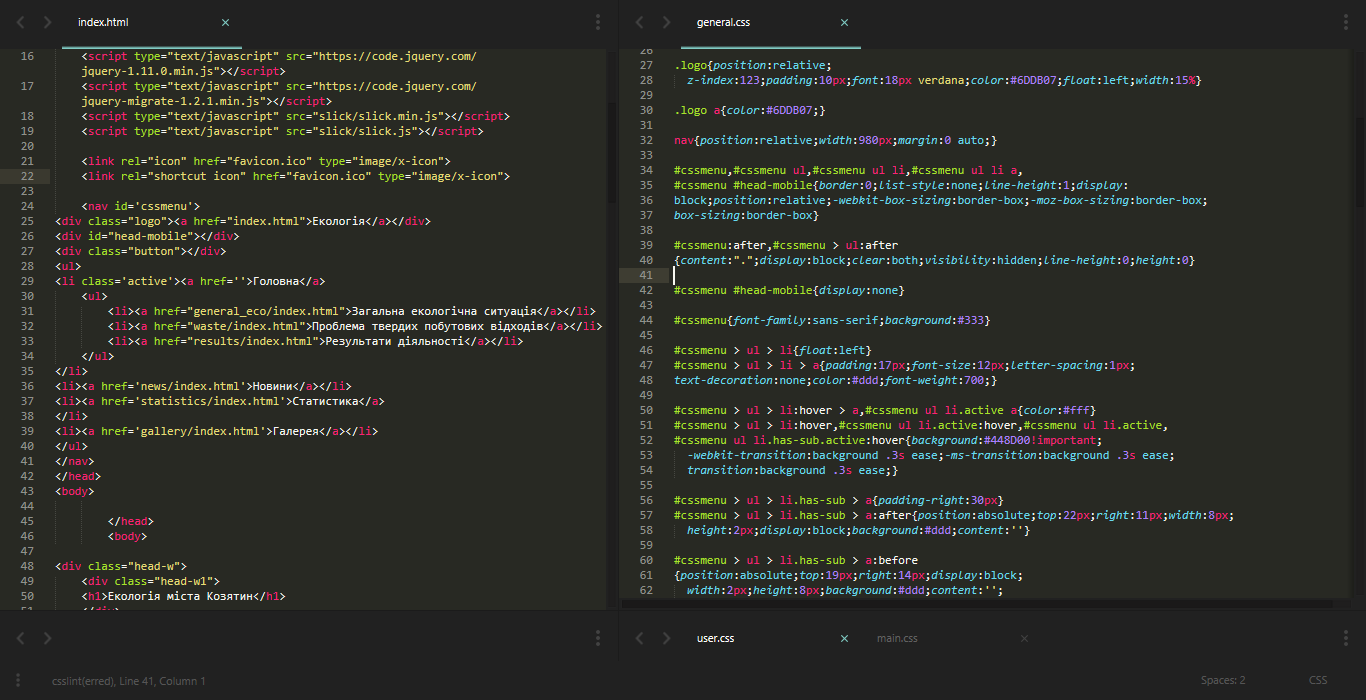 index.html
general.css
16 <script type="text/javascript" src="https://code.jquery.com/
jquery-1.11.0.min.js"></script>
17 <script type="text/javascript" src="https://code.jquery.com/
jquery-migrate-1.2.1.min.js"></script>
18 <script type="text/javascript" src="slick/slick.min.js"></script>
19 <script type="text/javascript" src="slick/slick.js"></script>
20
21 <link rel="icon" href="favicon.ico" type="image/x-icon">
22 <link rel="shortcut icon" href="favicon.ico" type="image/x-icon">
23
24 <nav id='cssmenu'>
25 <div class="logo"><a href="index.html">Екологія</a></div>
26 <div id="head-mobile"></div>
27 <div class="button"></div>
28 <ul>
29 <li class='active'><a href=''>Головна</a>
30 <ul>
31 <li><a href="general_eco/index.html">Загальна екологічна ситуація</a></li>
32 <li><a href="waste/index.html">Проблема твердих побутових відходів</a></li>
33 <li><a href="results/index.html">Результати діяльності</a></li>
34 </ul>
35 </li>
36 <li><a href='news/index.html'>Новини</a></li>
37 <li><a href='statistics/index.html'>Статистика</a>
38 </li>
39 <li><a href='gallery/index.html'>Галерея</a></li>
40 </ul>
41 </nav>
42 </head>
43 <body>
44
45 </head>
46 <body>
47
48 <div class="head-w">
49 <div class="head-w1">
50 <h1>Екологія міста Козятин</h1>
51 </div>
26
27 .logo{position:relative;
28 z-index:123;padding:10px;font:18px verdana;color:#6DDB07;float:left;width:15%}
29
30 .logo a{color:#6DDB07;}
31
32 nav{position:relative;width:980px;margin:0 auto;}
33
34 #cssmenu,#cssmenu ul,#cssmenu ul li,#cssmenu ul li a,
35 #cssmenu #head-mobile{border:0;list-style:none;line-height:1;display:
36 block;position:relative;-webkit-box-sizing:border-box;-moz-box-sizing:border-box;
37 box-sizing:border-box}
38
39 #cssmenu:after,#cssmenu > ul:after
40 {content:".";display:block;clear:both;visibility:hidden;line-height:0;height:0}
41
42 #cssmenu #head-mobile{display:none}
43
44 #cssmenu{font-family:sans-serif;background:#333}
45
46 #cssmenu > ul > li{float:left}
47 #cssmenu > ul > li > a{padding:17px;font-size:12px;letter-spacing:1px;
48 text-decoration:none;color:#ddd;font-weight:700;}
49
50 #cssmenu > ul > li:hover > a,#cssmenu ul li.active a{color:#fff}
51 #cssmenu > ul > li:hover,#cssmenu ul li.active:hover,#cssmenu ul li.active,
52 #cssmenu ul li.has-sub.active:hover{background:#448D00!important;
53 -webkit-transition:background .3s ease;-ms-transition:background .3s ease;
54 transition:background .3s ease;}
55
56 #cssmenu > ul > li.has-sub > a{padding-right:30px}
57 #cssmenu > ul > li.has-sub > a:after{position:absolute;top:22px;right:11px;width:8px;
58 height:2px;display:block;background:#ddd;content:''}
59
60 #cssmenu > ul > li.has-sub > a:before
61 {position:absolute;top:19px;right:14px;display:block;
62 width:2px;height:8px;background:#ddd;content:'';
user.css
main.css
csslint(erred), Line 41, Column 1
Spaces: 2
CSS